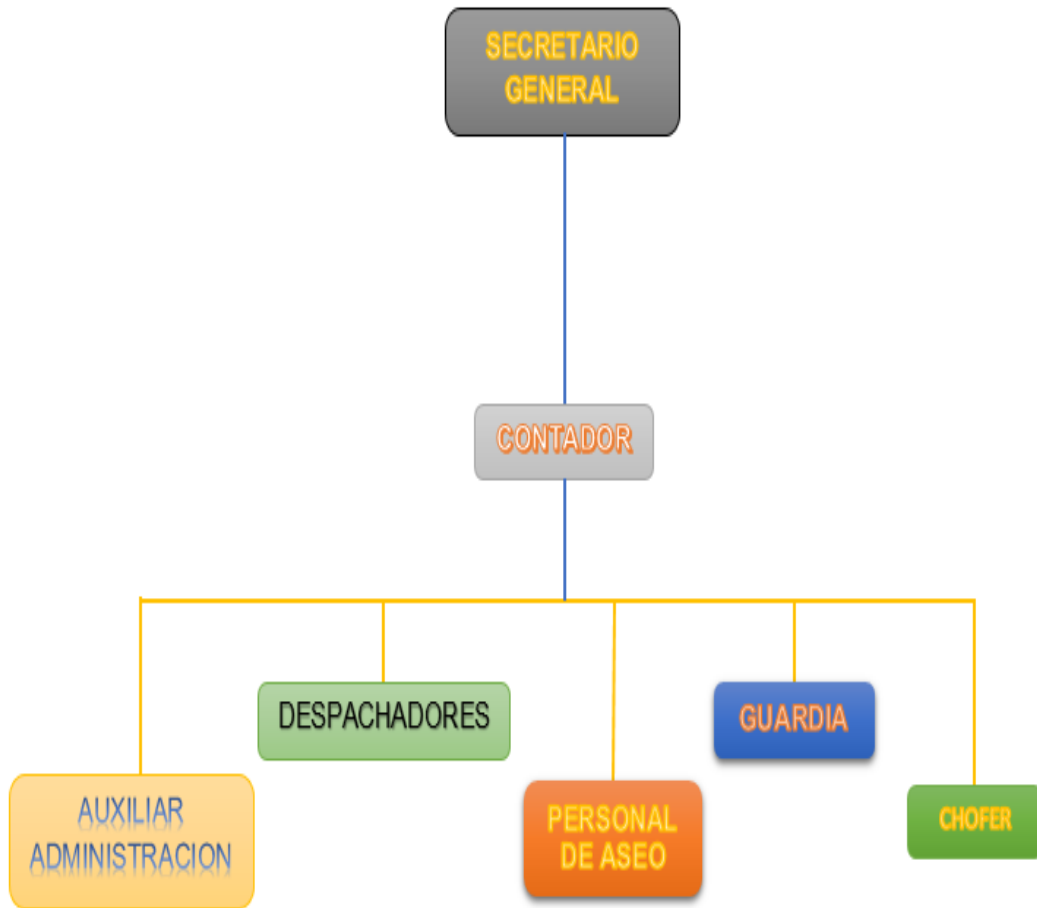 SECRETARIO
GENERAL
CONTADOR
DESPACHADORES
GUARDIA
AUXILIAR
ADMINISTRACION
PERSONAL
DE ASEO
CHOFER